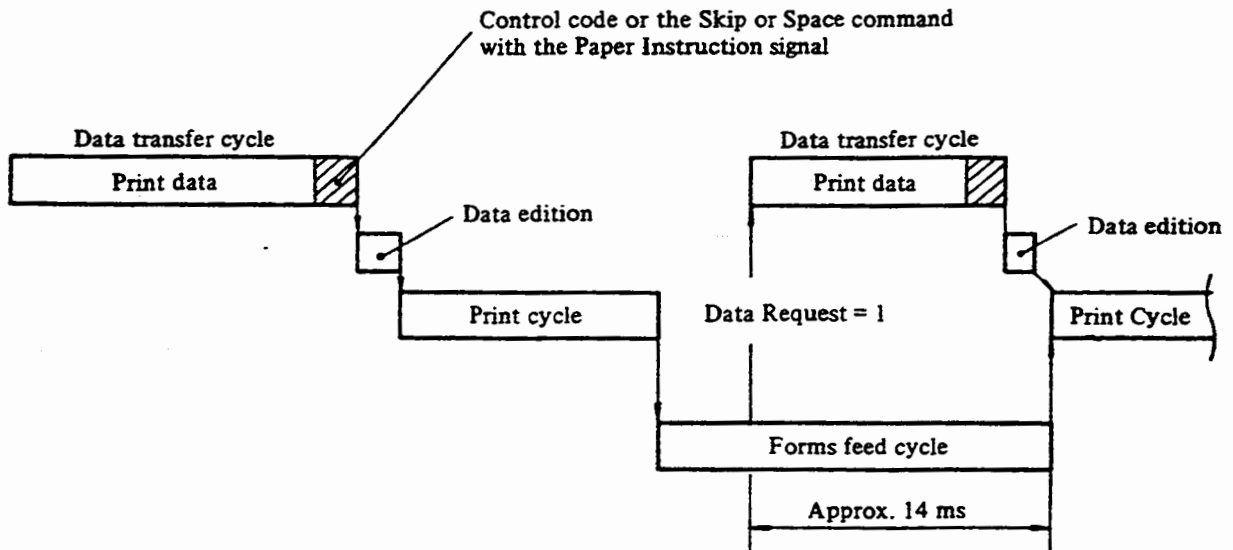 Control code or the Skip or Space command
with the Paper Instruction signal
Data transfer cycle
Data transfer cycle
Print data
Print data
Data edition
Data edition
Print cycle
Data Request = 1
Print Cycle
Forms feed cycle
Approx. 14 ms